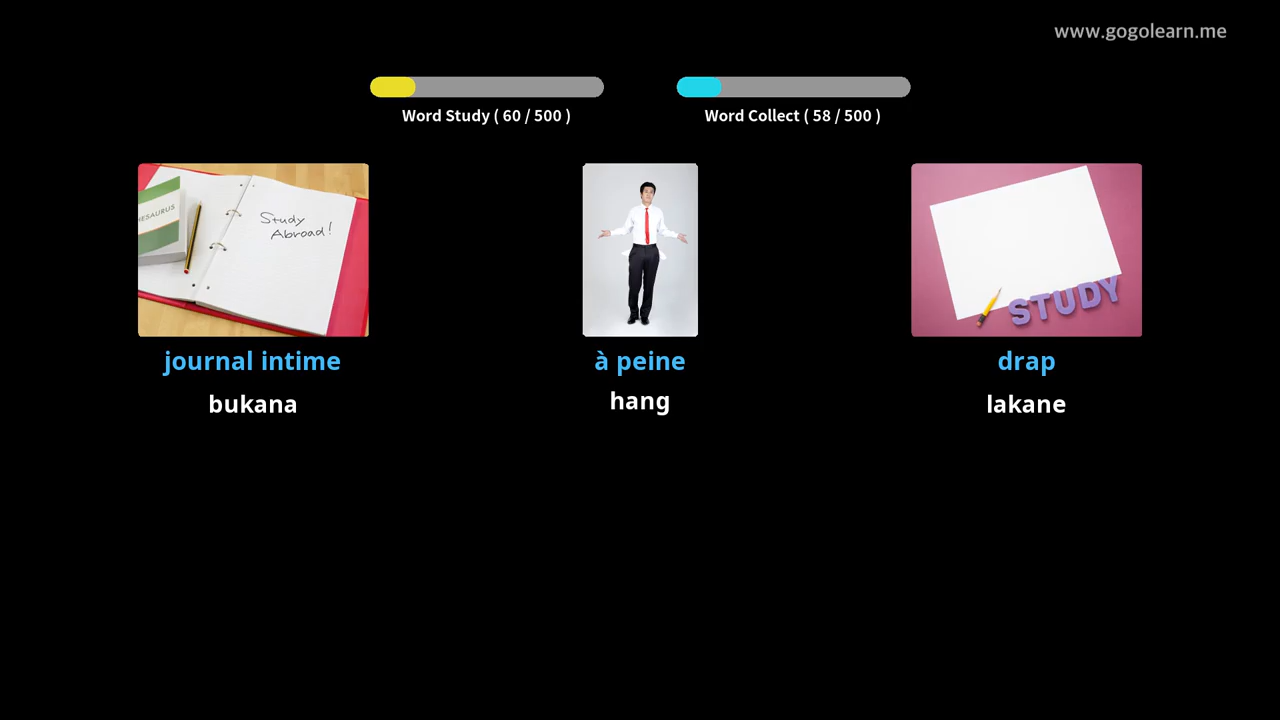 www.gogolearn.me
Word Study ( 60 / 500 )
Word Collect ( 58 / 500 )
HESAURUS
Study
Abroad!
STUDY
journal intime
à peine
drap
bukana
hang
lakane